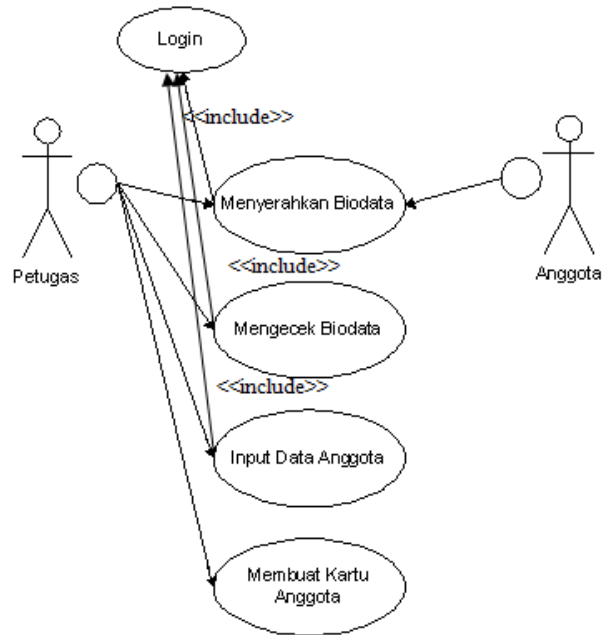 Login
<<include>>
Menyerahkan Biodata
Petugas
Anggota
<<include>>
Mengecek Biodata
<<include>>
Input Data Anggota
Membuat Kartu
Anggota